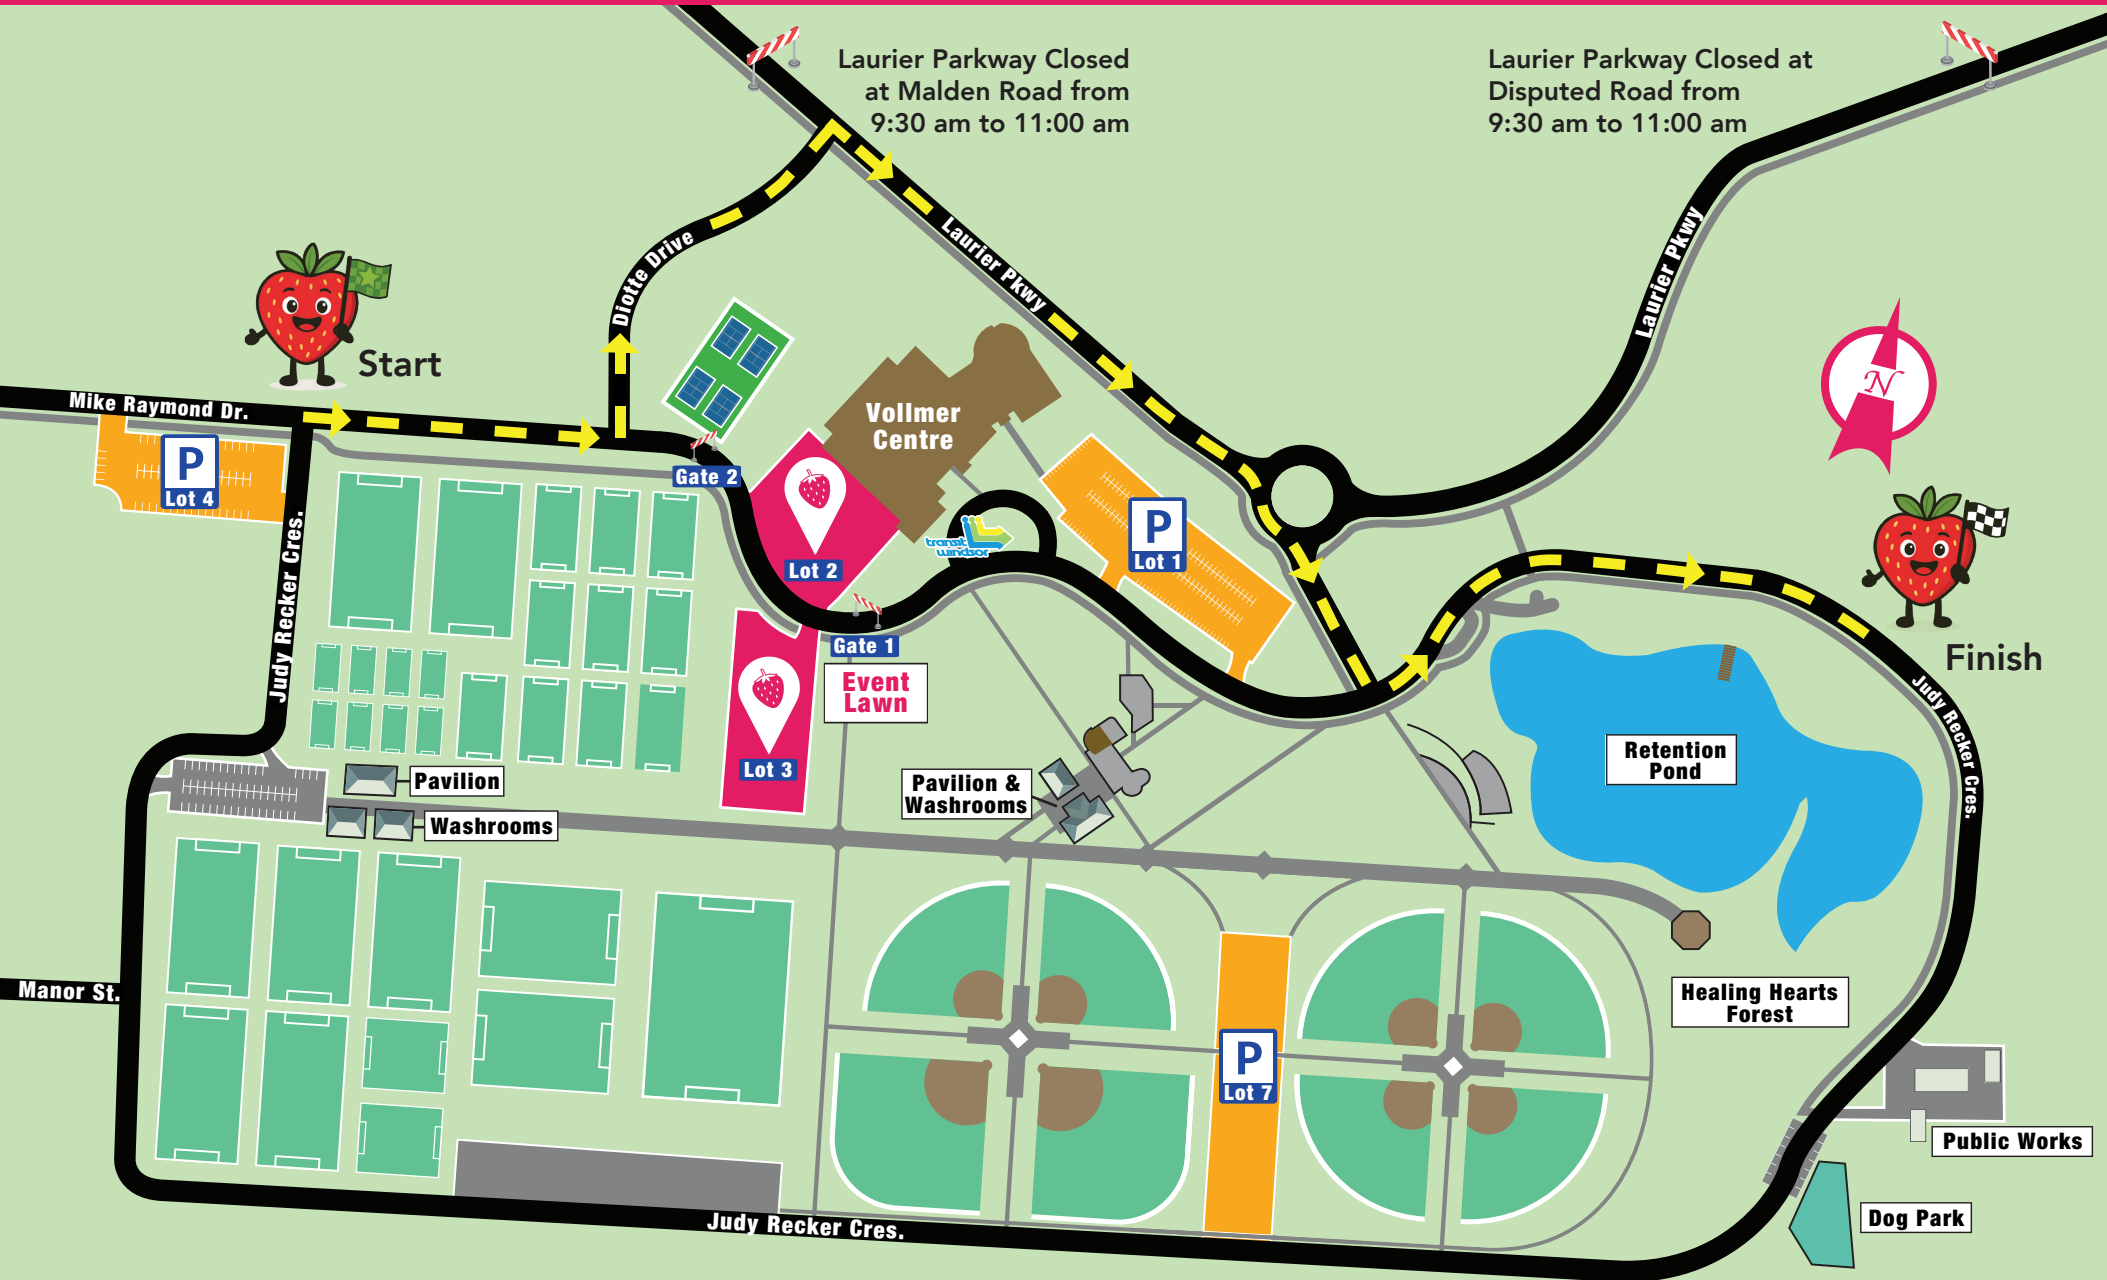 Laurier Parkway Closed
at Malden Road from
9:30 am to 11:00 am
Laurier Parkway Closed at
Disputed Road from
9:30 am to 11:00 am
Laurier Pkwy
Laurier Pkwy
Diotte Drive
Start
Mike Raymond Dr.
P
Lot 4
Gate 2
Vollmer
Centre
N
Lot 2
transit
windsor
P
Lot 1
Judy Recker Cres.
Gate 1
Event
Lawn
Finish
Judy Recker Cres.
Lot 3
Pavilion
Washrooms
Pavilion &
Washrooms
Retention
Pond
Manor St.
Healing Hearts
Forest
P
Lot 7
Public Works
Dog Park
Judy Recker Cres.